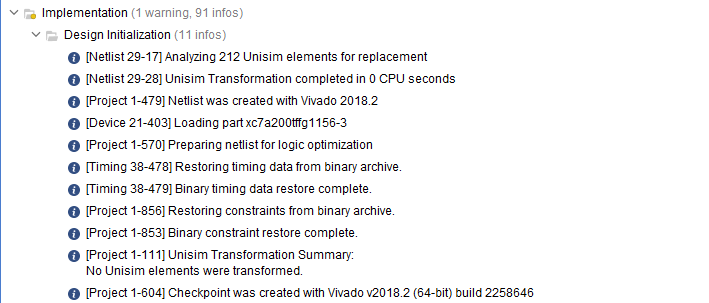 Implementation (1 warning, 91 infos)
Design Initialization (11 infos)
[Netlist 29-17] Analyzing 212 Unisim elements for replacement
[Netlist 29-28] Unisim Transformation completed in 0 CPU seconds
[Project 1-479] Netlist was created with Vivado 2018.2
[Device 21-403] Loading part xc7a200tffg1156-3
[Project 1-570] Preparing netlist for logic optimization
[Timing 38-478] Restoring timing data from binary archive.
[Timing 38-479] Binary timing data restore complete.
[Project 1-856] Restoring constraints from binary archive.
[Project 1-853] Binary constraint restore complete.
[Project 1-111] Unisim Transformation Summary:
No Unisim elements were transformed.
[Project 1-604] Checkpoint was created with Vivado v2018.2 (64-bit) build 2258646